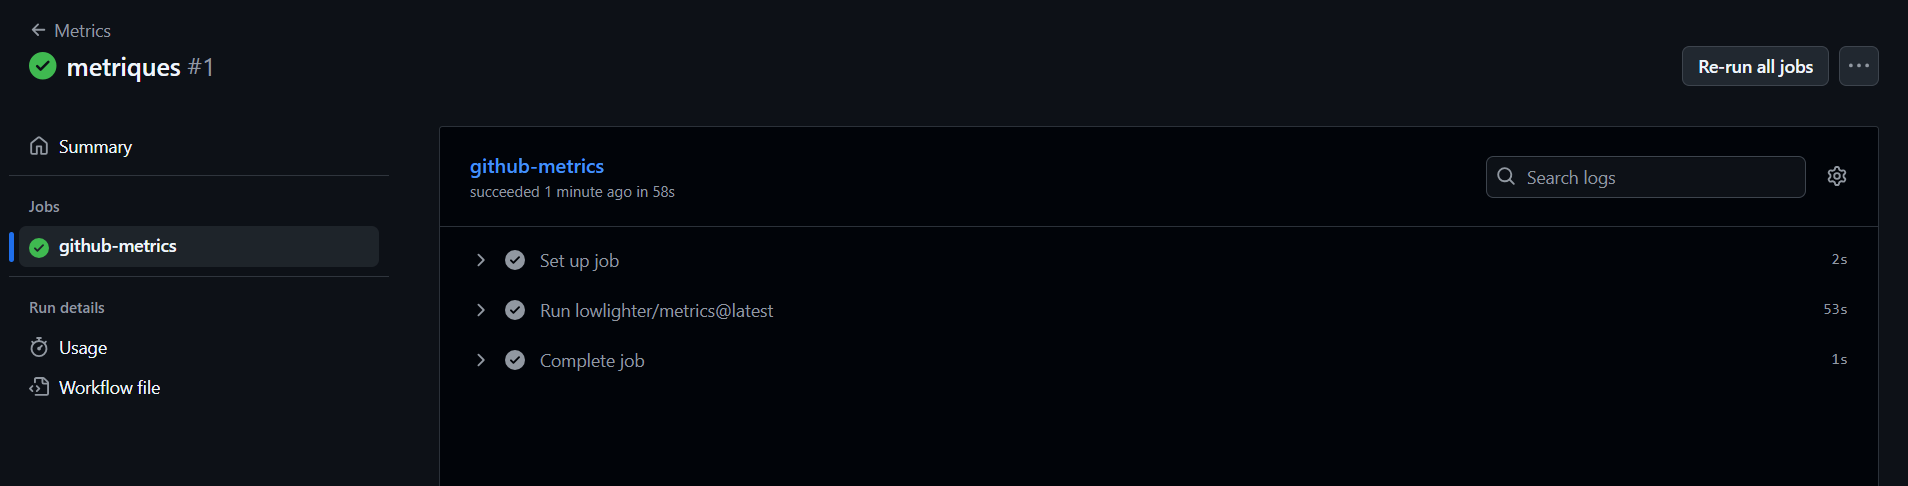 Metrics
metriques #1
Re-run all jobs
Summary
Jobs
github-metrics
Run details
Usage
Workflow file
github-metrics
succeeded 1 minute ago in 58s
Search logs
Set up job 2s
Run lowlighter/metrics@latest 53s
Complete job 1s